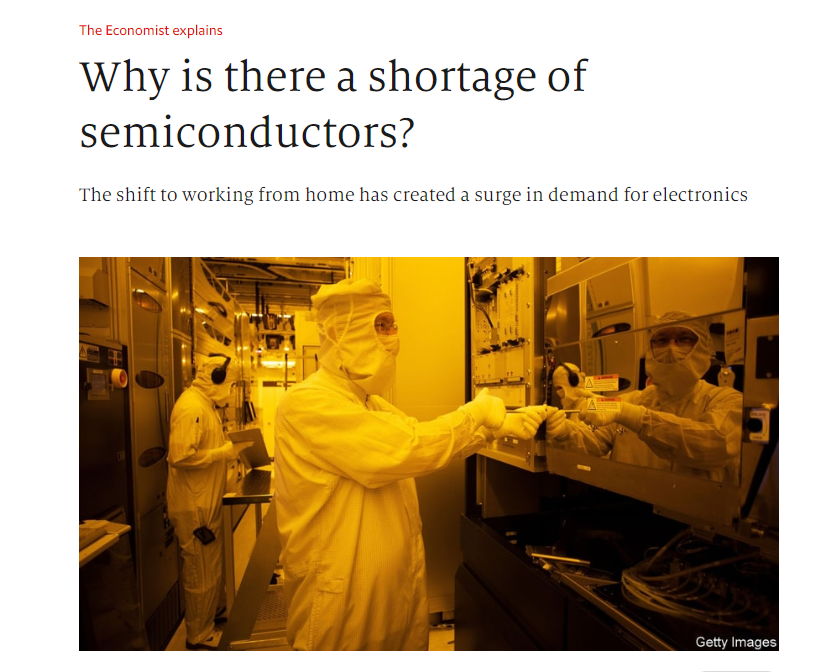 The Economist explains
Why is there a shortage of
semiconductors?
The shift to working from home has created a surge in demand for electronics
Getty Images